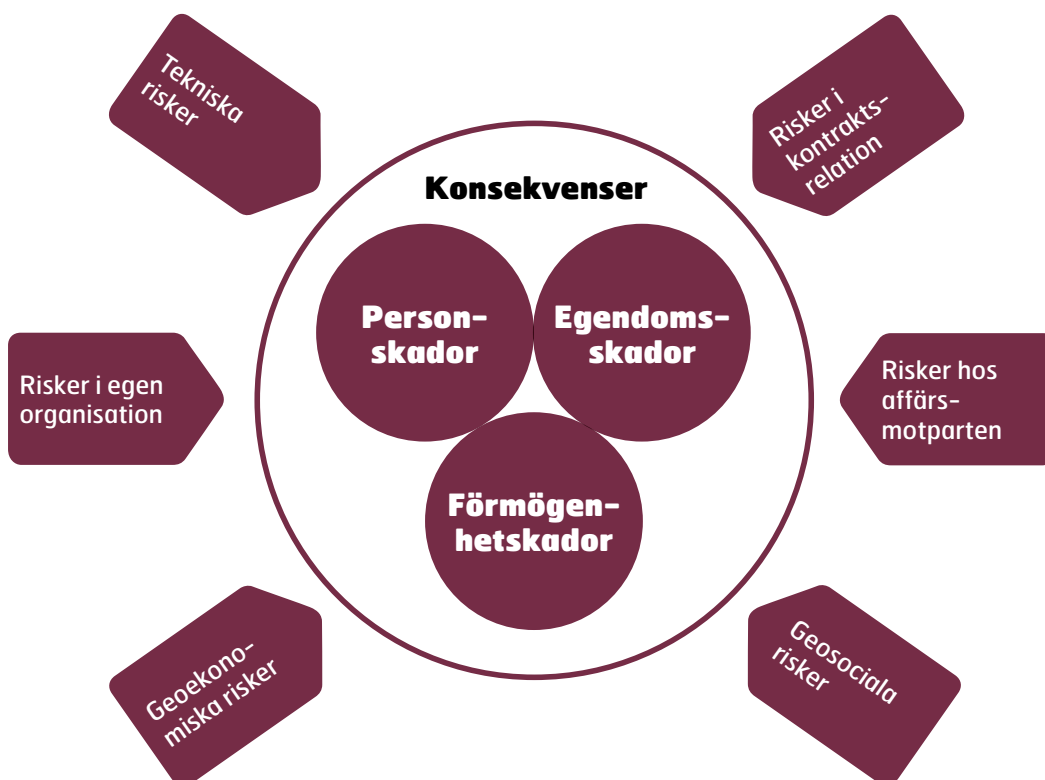 Tekniska
risker
Risker i
kontrakts-
relation
Konsekvenser
Person-
skador
Egendoms-
skador
Risker i egen
organisation
Risker hos
affärs-
motparten
Förmögen-
hetskador
Geoekono-
miska risker
Geosociala
risker